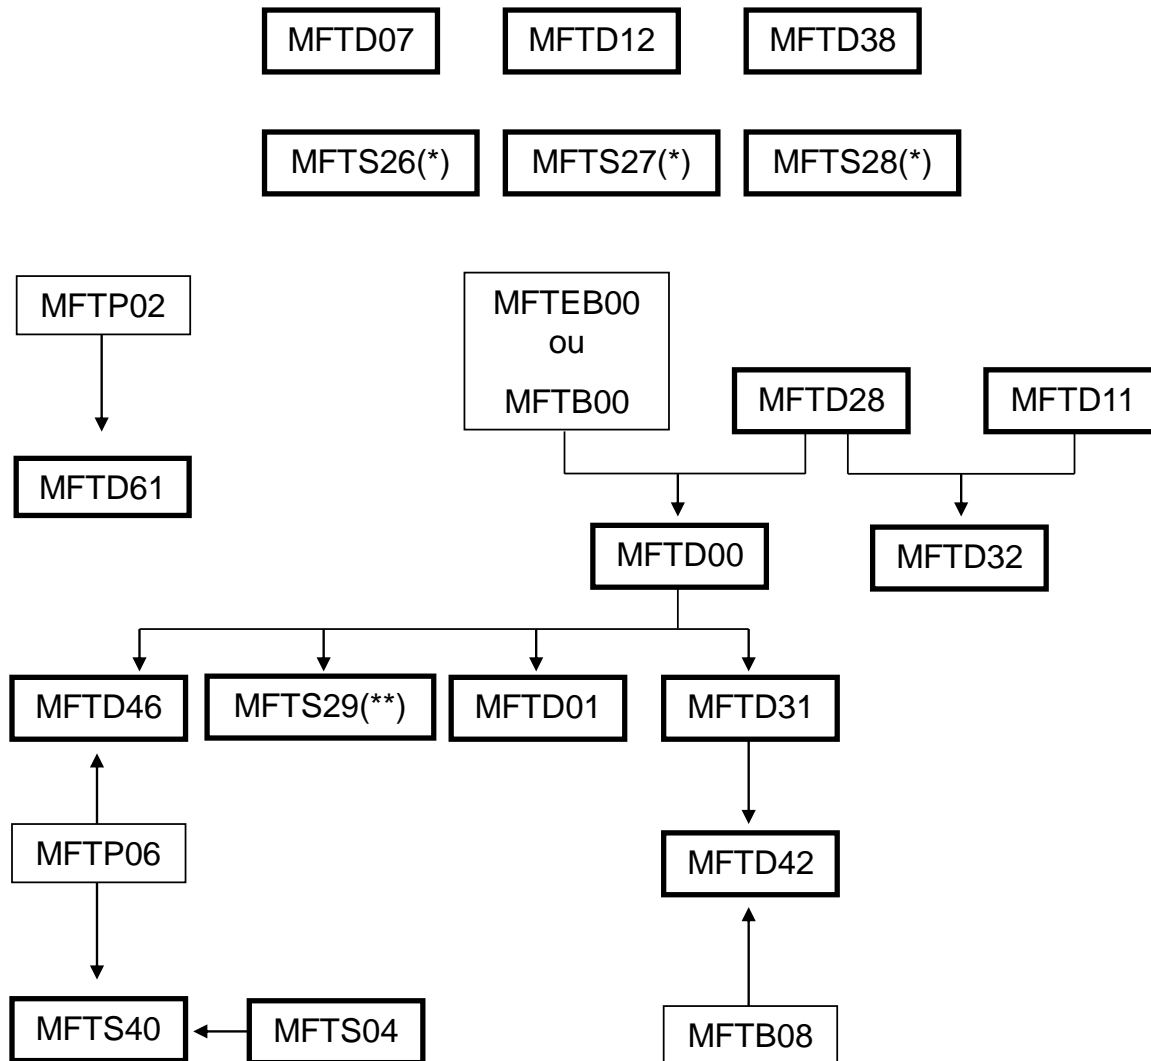 MFTD07 MFTD12 MFTD38
MFTS26(*) MFTS27(*) MFTS28(*)
MFTP02
MFTEB00
ou
MFTB00
MFTD28
MFTD11
MFTD61
MFTD00
MFTD32
MFTD46 MFTS29(**) MFTD01 MFTD31
MFTP06
MFTD42
MFTS40 MFTS04
MFTB08